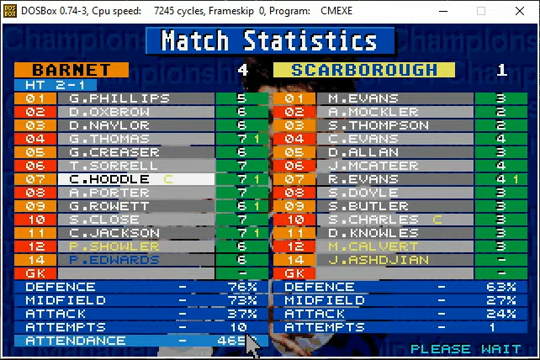 DOSBox 0.74-3, Cpu speed: 7245 cycles, Frameskip 0, Program: CMEXE
Match Statistics
BARNET 4 SCARBOROUGH 1
HT 2-1
01 G.PHILLIPS 5 01 M.EVANS 3
02 D.OXBROW 6 02 A.MOCKLER 2
03 D.NAYLOR 6 03 S.THOMPSON 2
04 G.THOMAS 7 1 04 C.EVANS 4
05 G.CREASER 6 05 D.ALLAN 3
06 T.SORRELL 7 06 J.MCATEER 4
07 C.HODDLE C 7 1 07 R.EVANS 4 1
08 A.PORTER 7 08 S.DOYLE 3
09 G.ROWETT 6 1 09 S.BUTLER 3
10 S.CLOSE 7 10 S.CHARLES C 3
11 C.JACKSON 7 1 11 D.KNOWLES 3
12 P.SHOWLER 6 12 M.CALVERT 3
14 P.EDWARDS 6 14 J.ASHDJIAN -
GK - GK -
DEFENCE - 76% DEFENCE - 63%
MIDFIELD - 73% MIDFIELD - 27%
ATTACK - 37% ATTACK - 24%
ATTEMPTS - 10 ATTEMPTS - 1
ATTENDANCE - PLEASE WAIT